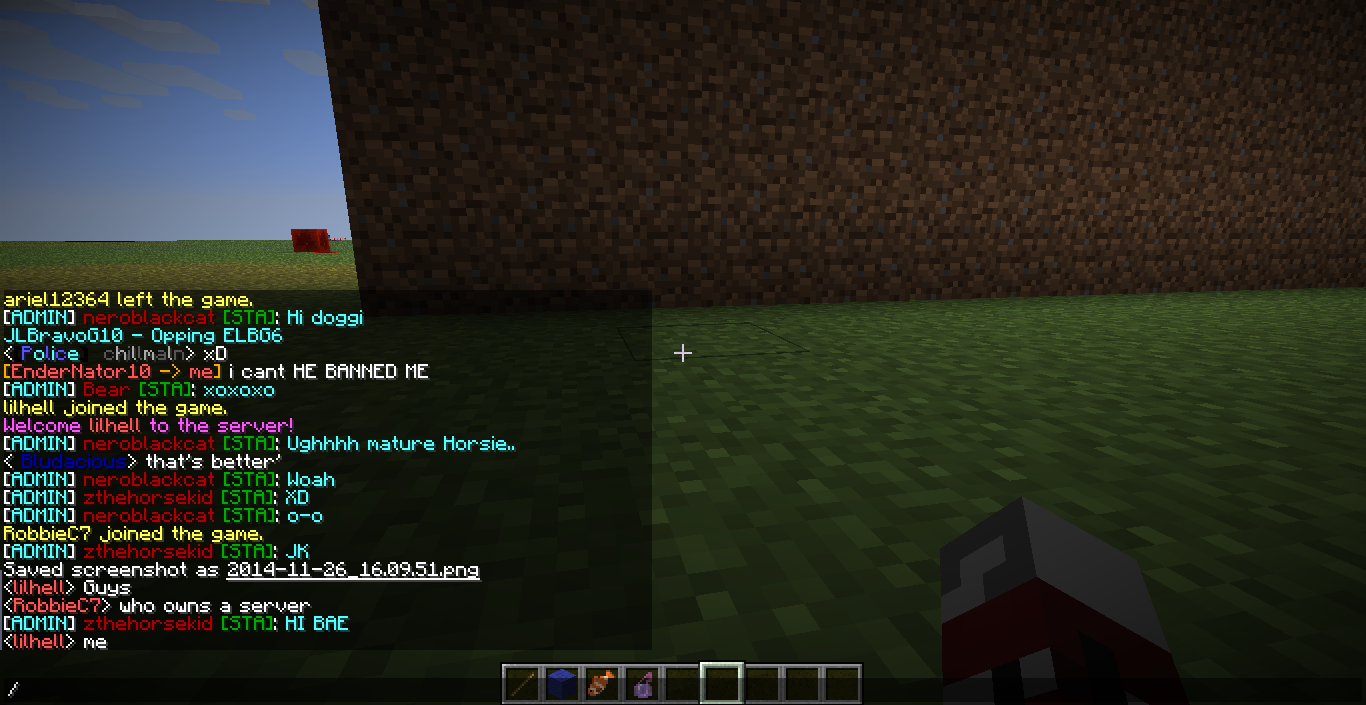 ariel12364 left the game.
[ADMIN] neroblackcat [STA]: Hi doggi
JLBravoG10 - Opping ELBG6
< Police chillmaln> xD
[EnderNator10 -> me] i cant HE BANNED ME
[ADMIN] Bear [STA]: xoxoxo
lilhell joined the game.
Welcome lilhell to the server!
[ADMIN] neroblackcat [STA]: Ughhhh mature Horsie..
< Bludacious> that's better'
[ADMIN] neroblackcat [STA]: Woah
[ADMIN] zthehorsekid [STA]: XD
[ADMIN] neroblackcat [STA]: o-o
RobbieC7 joined the game.
[ADMIN] zthehorsekid [STA]: JK
Saved screenshot as 2014-11-26_16.09.51.png
<lilhell> Guys
<RobbieC7> who owns a server
[ADMIN] zthehorsekid [STA]: HI BAE
<lilhell> me
/